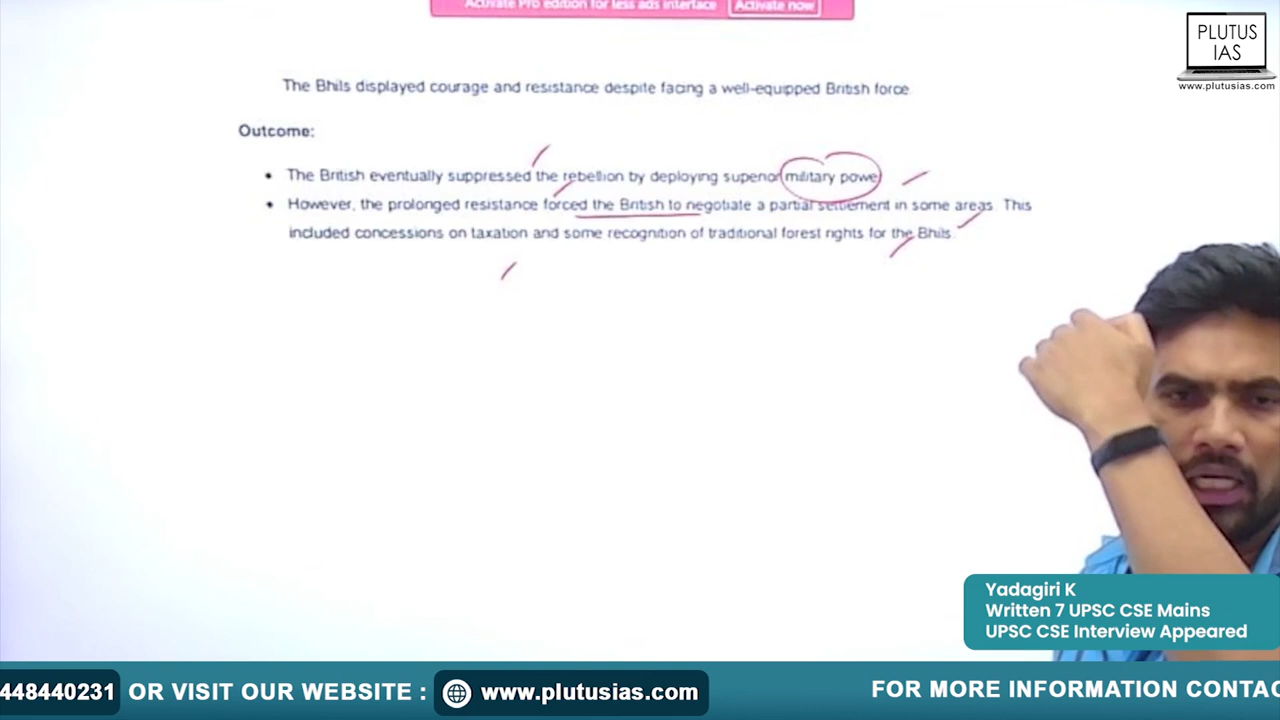 Activate Pro edition for less ads interface Activate now
PLUTUS
IAS
www.plutusias.com
The Bhils displayed courage and resistance despite facing a well-equipped British force
Outcome:
• The British eventually suppressed the rebellion by deploying superior military powe
• However, the prolonged resistance forced the British to negotiate a partial settlement in some areas. This
included concessions on taxation and some recognition of traditional forest rights for the Bhils.
Yadagiri K
Written 7 UPSC CSE Mains
UPSC CSE Interview Appeared
448440231 OR VISIT OUR WEBSITE : www.plutusias.com FOR MORE INFORMATION CONTAC